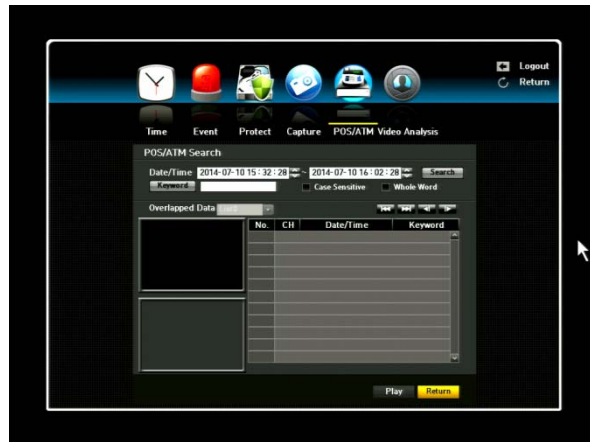 Logout
Return
Time Event Protect Capture POS/ATM Video Analysis
POS/ATM Search
Date/Time 2014-07-10 15:32:28 ~ 2014-07-10 16:02:28 Search
Keyword Case Sensitive Whole Word
Overlapped Data
No. CH Date/Time Keyword
Play Return